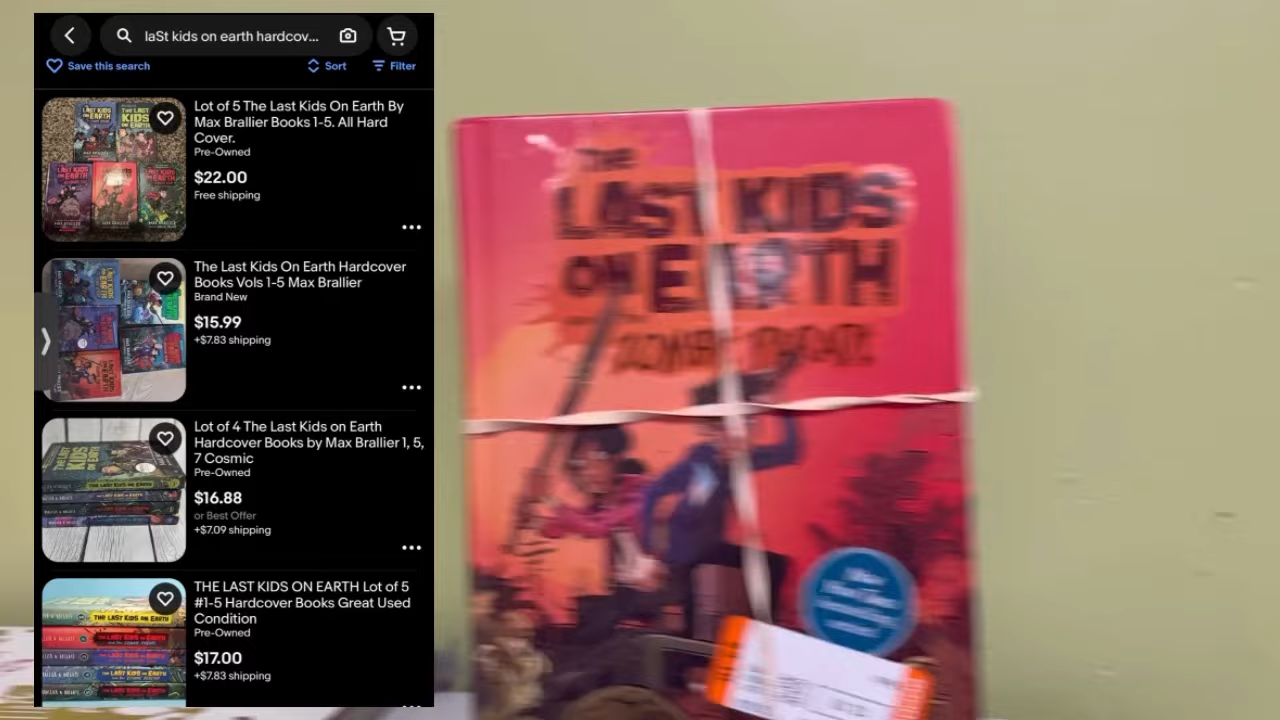 laSt kids on earth hardcov...
Save this search
Sort
Filter
Lot of 5 The Last Kids On Earth By
Max Brallier Books 1-5. All Hard
Cover.
Pre-Owned
$22.00
Free shipping
The Last Kids On Earth Hardcover
Books Vols 1-5 Max Brallier
Brand New
$15.99
+$7.83 shipping
Lot of 4 The Last Kids on Earth
Hardcover Books by Max Brallier 1, 5,
7 Cosmic
Pre-Owned
$16.88
or Best Offer
+$7.09 shipping
THE LAST KIDS ON EARTH Lot of 5
#1-5 Hardcover Books Great Used
Condition
Pre-Owned
$17.00
+$7.83 shipping
THE
LAST KIDS
ON EARTH